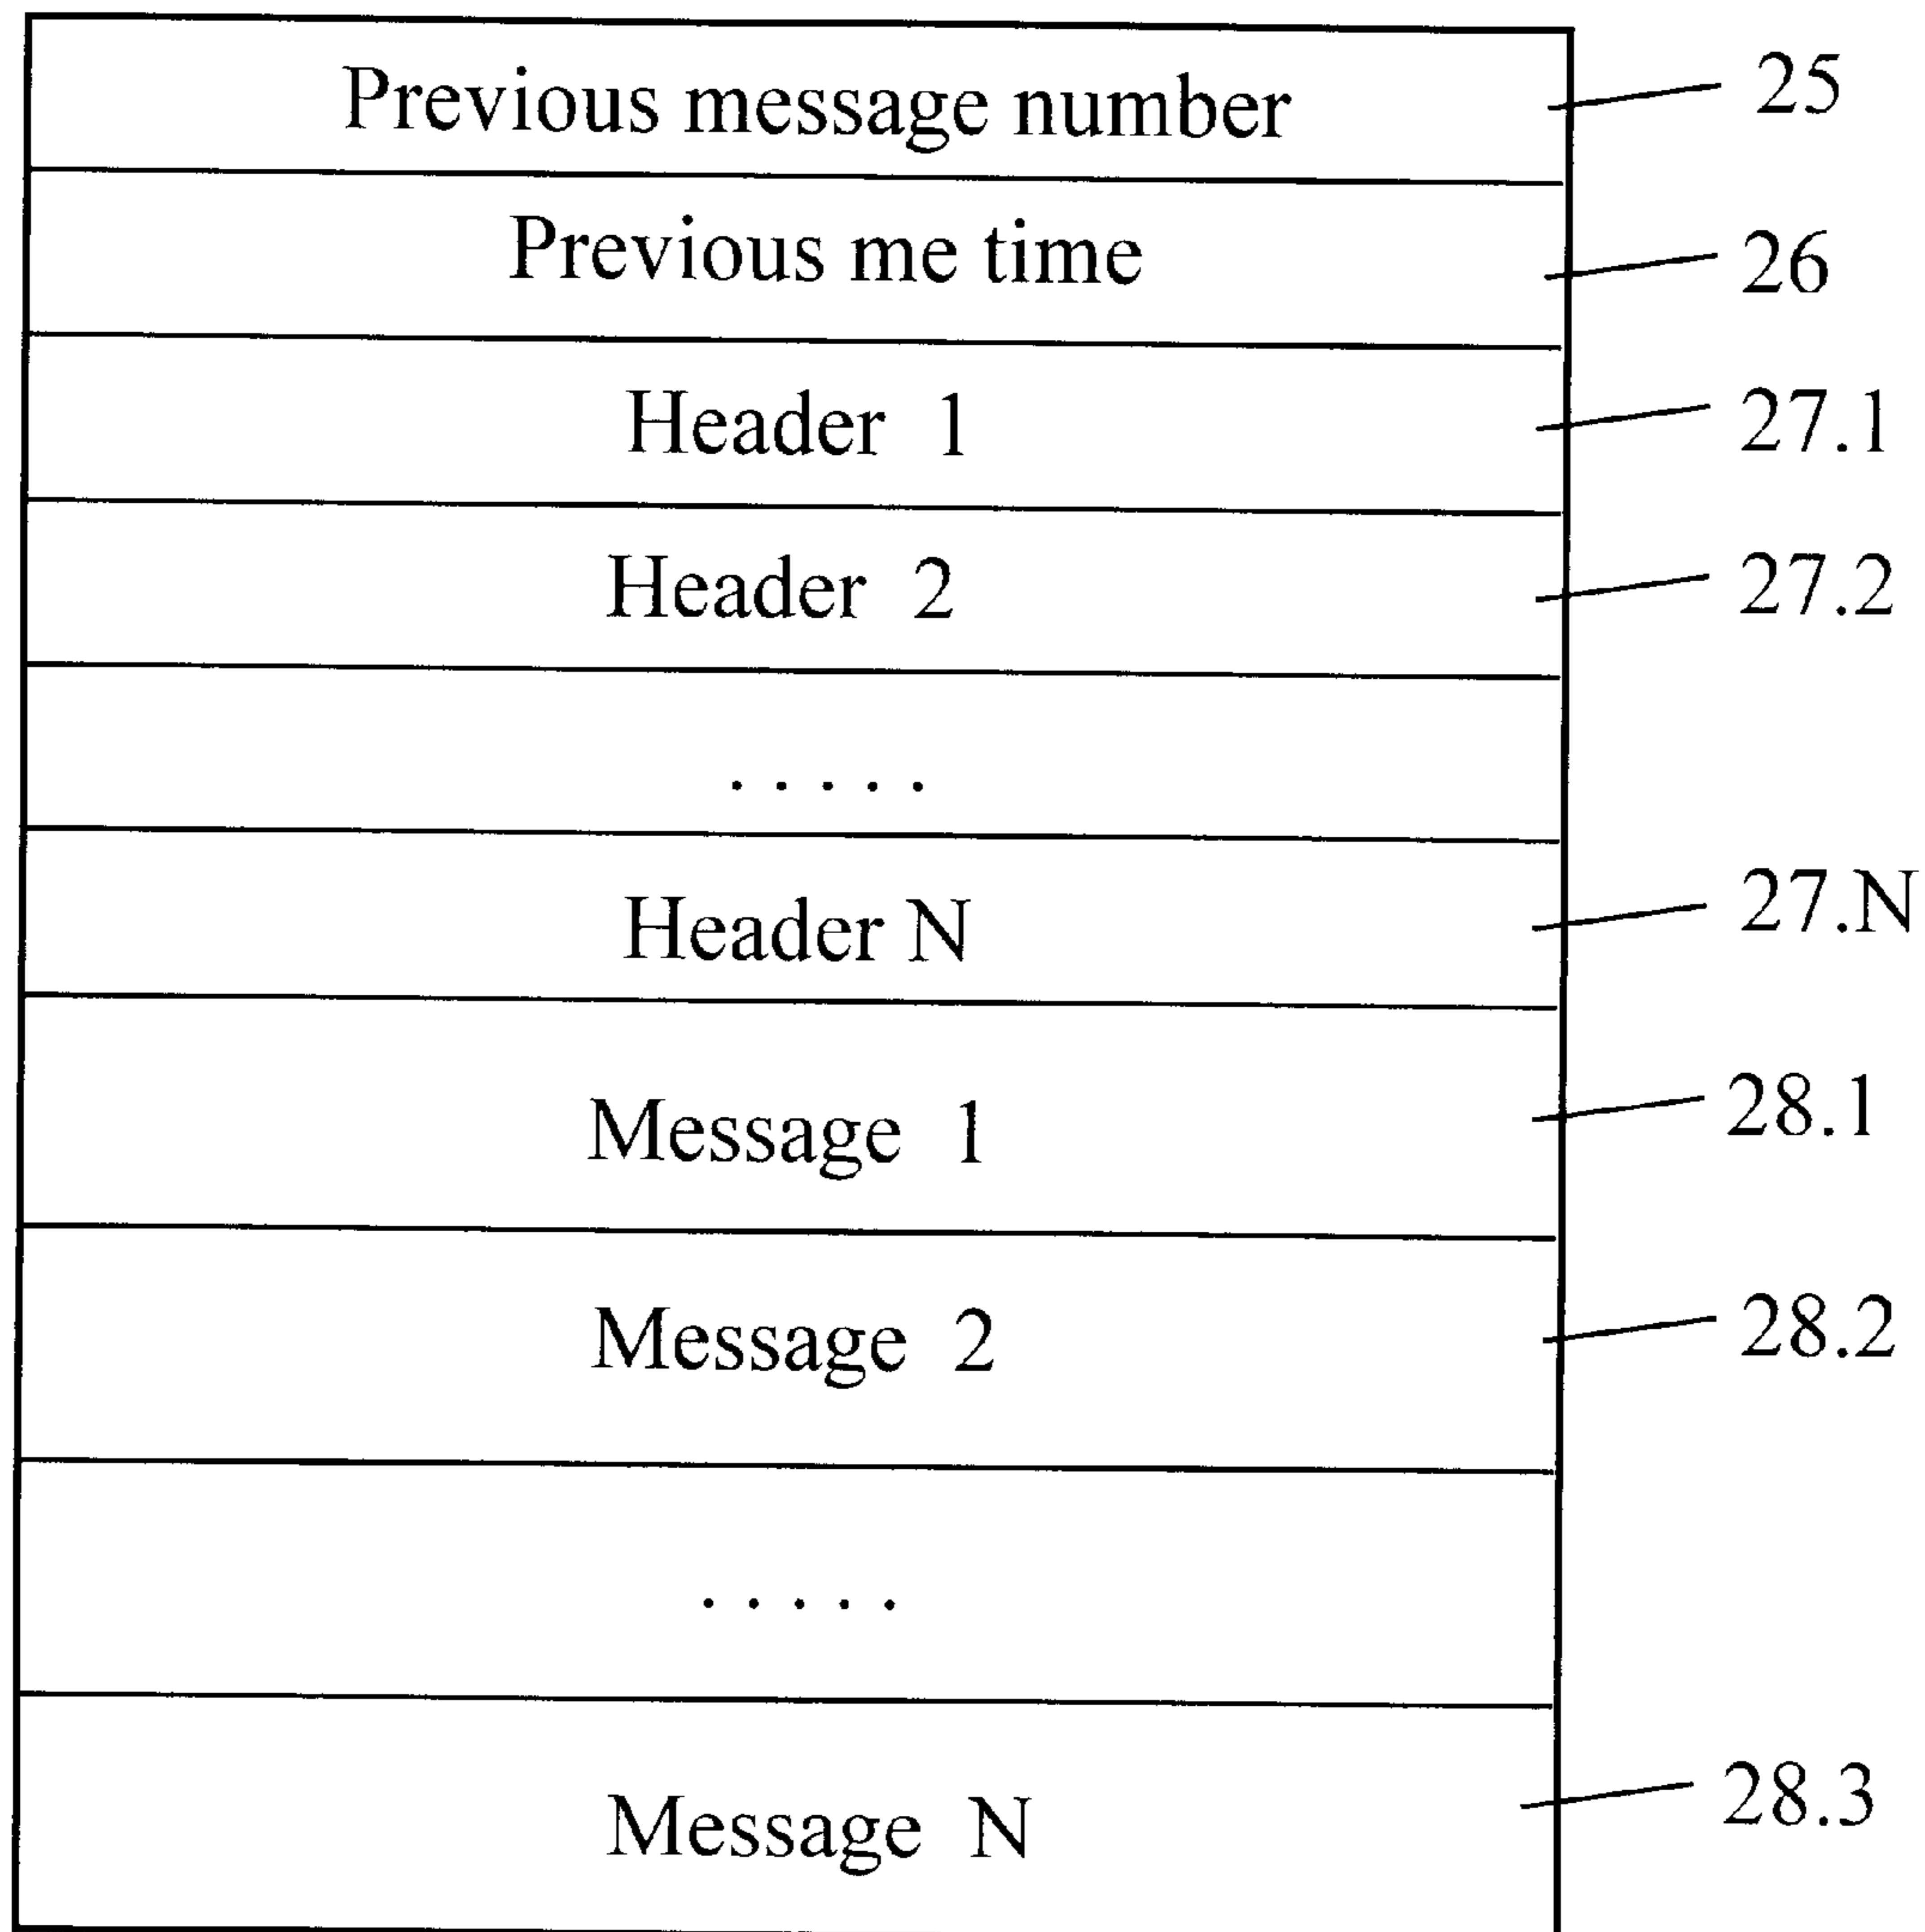 Previous message number 25
Previous me time 26
Header 1 27.1
Header 2 27.2
.....
Header N 27.N
Message 1 28.1
Message 2 28.2
.....
Message N 28.3